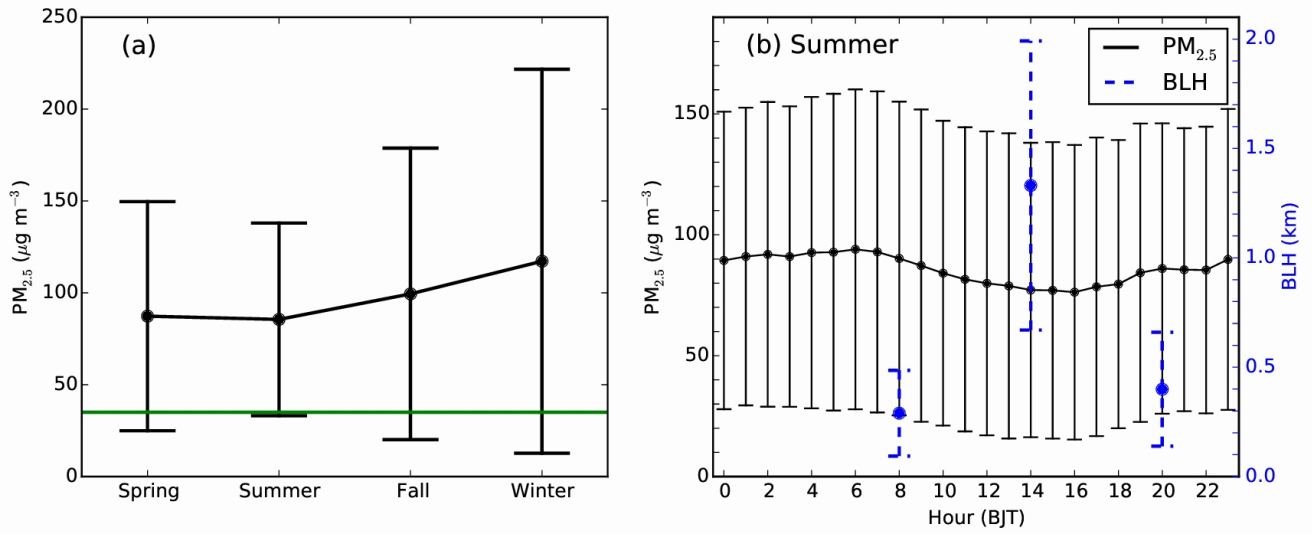 (a)
PM2.5 (μg m−3)
250
200
150
100
50
0
Spring Summer Fall Winter
(b) Summer
PM2.5
BLH
PM2.5 (μg m−3)
150
100
50
0
2.0
1.5
1.0
0.5
0.0
BLH (km)
0 2 4 6 8 10 12 14 16 18 20 22
Hour (BJT)